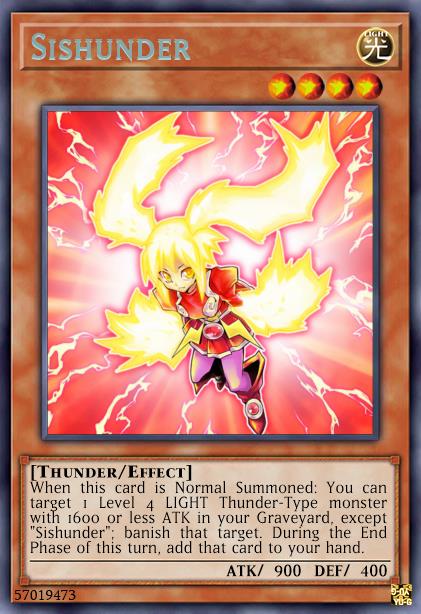 SISHUNDER
LIGHT
光
[THUNDER/EFFECT]
When this card is Normal Summoned: You can
target 1 Level 4 LIGHT Thunder-Type monster
with 1600 or less ATK in your Graveyard, except
"Sishunder"; banish that target. During the End
Phase of this turn, add that card to your hand.
ATK/ 900 DEF/ 400
57019473